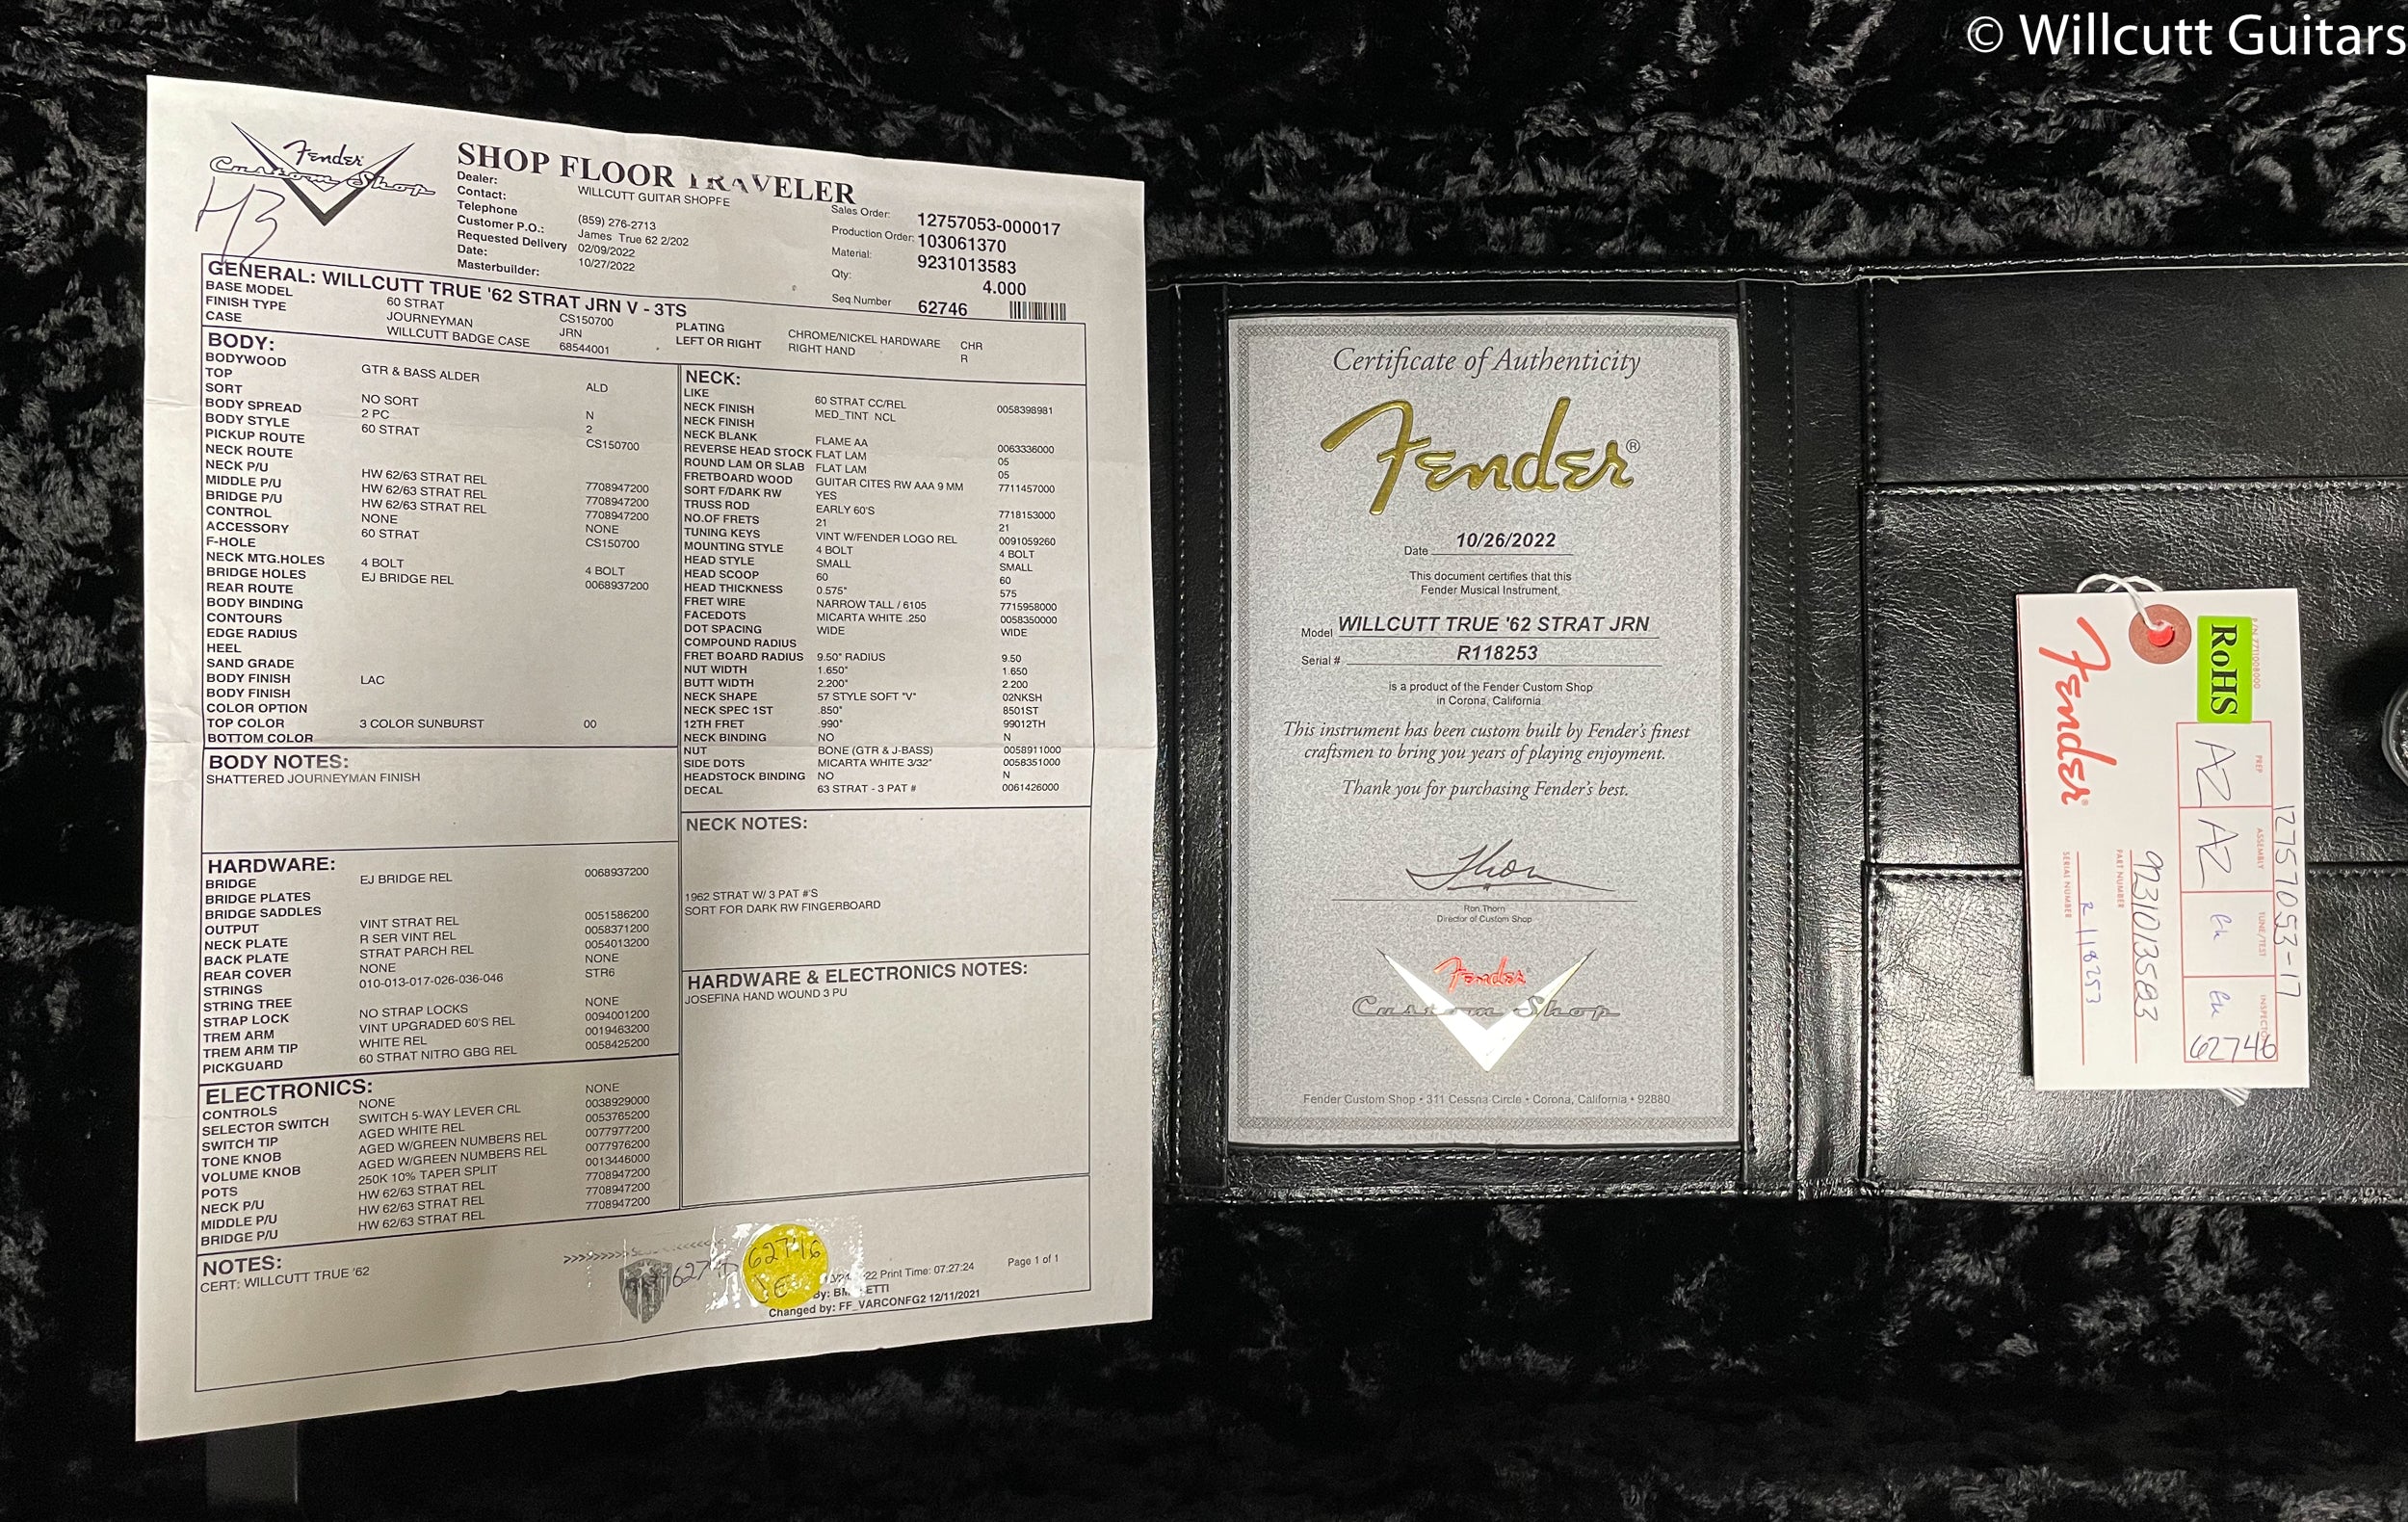 © Willcutt Guitars
Fender
Custom Shop
H3
SHOP FLOOR TRAVELER
Dealer: WILLCUTT GUITAR SHOPPE
Contact:
Telephone (859) 276-2713
Customer P.O.: James True 62 2/202
Requested Delivery 02/09/2022
Date: 10/27/2022
Masterbuilder:
Sales Order: 12757053-000017
Production Order: 103061370
Material: 9231013583
Qty: 4.000
Seq Number 62746
GENERAL: WILLCUTT TRUE '62 STRAT JRN V - 3TS
BASE MODEL 60 STRAT CS150700
FINISH TYPE JOURNEYMAN JRN
CASE WILLCUTT BADGE CASE 68544001
PLATING CHROME/NICKEL HARDWARE CHR
LEFT OR RIGHT RIGHT HAND R
BODY:
BODYWOOD GTR & BASS ALDER ALD
TOP
SORT NO SORT N
BODY SPREAD 2 PC 2
BODY STYLE 60 STRAT CS150700
PICKUP ROUTE
NECK ROUTE
NECK P/U HW 62/63 STRAT REL 7708947200
MIDDLE P/U HW 62/63 STRAT REL 7708947200
BRIDGE P/U HW 62/63 STRAT REL 7708947200
CONTROL NONE NONE
ACCESSORY 60 STRAT CS150700
F-HOLE
NECK MTG.HOLES 4 BOLT 4 BOLT
BRIDGE HOLES EJ BRIDGE REL 0068937200
REAR ROUTE
BODY BINDING
CONTOURS
EDGE RADIUS
HEEL
SAND GRADE
BODY FINISH LAC
BODY FINISH
COLOR OPTION
TOP COLOR 3 COLOR SUNBURST 00
BOTTOM COLOR
BODY NOTES:
SHATTERED JOURNEYMAN FINISH
HARDWARE:
BRIDGE EJ BRIDGE REL 0068937200
BRIDGE PLATES
BRIDGE SADDLES
OUTPUT VINT STRAT REL 0051586200
NECK PLATE R SER VINT REL 0058371200
BACK PLATE STRAT PARCH REL 0054013200
REAR COVER NONE NONE
STRINGS 010-013-017-026-036-046 STR6
STRING TREE
STRAP LOCK NO STRAP LOCKS NONE
TREM ARM VINT UPGRADED 60'S REL 0094001200
TREM ARM TIP WHITE REL 0019463200
PICKGUARD 60 STRAT NITRO GBG REL 0058425200
ELECTRONICS:
CONTROLS NONE NONE
SELECTOR SWITCH SWITCH 5-WAY LEVER CRL 0038929000
SWITCH TIP AGED WHITE REL 0053765200
TONE KNOB AGED W/GREEN NUMBERS REL 0077977200
VOLUME KNOB AGED W/GREEN NUMBERS REL 0077976200
POTS 250K 10% TAPER SPLIT 0013446000
NECK P/U HW 62/63 STRAT REL 7708947200
MIDDLE P/U HW 62/63 STRAT REL 7708947200
BRIDGE P/U HW 62/63 STRAT REL 7708947200
NECK:
LIKE
NECK FINISH 60 STRAT CC/REL 0058398981
NECK FINISH MED_TINT NCL
NECK BLANK FLAME AA 0063336000
REVERSE HEAD STOCK FLAT LAM 05
ROUND LAM OR SLAB FLAT LAM 05
FRETBOARD WOOD GUITAR CITES RW AAA 9 MM 7711457000
SORT F/DARK RW YES
TRUSS ROD EARLY 60'S 7718153000
NO.OF FRETS 21 21
TUNING KEYS VINT W/FENDER LOGO REL 0091059260
MOUNTING STYLE 4 BOLT 4 BOLT
HEAD STYLE SMALL SMALL
HEAD SCOOP 60 60
HEAD THICKNESS 0.575" 575
FRET WIRE NARROW TALL / 6105 7715958000
FACEDOTS MICARTA WHITE .250 0058350000
DOT SPACING WIDE WIDE
COMPOUND RADIUS
FRET BOARD RADIUS 9.50" RADIUS 9.50
NUT WIDTH 1.650" 1.650
BUTT WIDTH 2.200" 2.200
NECK SHAPE 57 STYLE SOFT "V" 02NKSH
NECK SPEC 1ST .850" 8501ST
12TH FRET .990" 99012TH
NECK BINDING NO N
NUT BONE (GTR & J-BASS) 0058911000
SIDE DOTS MICARTA WHITE 3/32" 0058351000
HEADSTOCK BINDING NO N
DECAL 63 STRAT - 3 PAT # 0061426000
NECK NOTES:
1962 STRAT W/ 3 PAT #'S
SORT FOR DARK RW FINGERBOARD
HARDWARE & ELECTRONICS NOTES:
JOSEFINA HAND WOUND 3 PU
NOTES:
CERT: WILLCUTT TRUE '62
62746
22 Print Time: 07:27:24
Page 1 of 1
Changed by: FF_VARCONFG2 12/11/2021
Certificate of Authenticity
Fender®
Date 10/26/2022
This document certifies that this
Fender Musical Instrument,
Model WILLCUTT TRUE '62 STRAT JRN
Serial # R118253
is a product of the Fender Custom Shop
in Corona, California
This instrument has been custom built by Fender's finest
craftsmen to bring you years of playing enjoyment.
Thank you for purchasing Fender's best.
Ron Thorn
Director of Custom Shop
Fender
Custom Shop
Fender Custom Shop • 311 Cessna Circle • Corona, California • 92880
Fender®
RoHS
PREP AZ
ASSEMBLY AZ
TUNE/TEST
INSPECTOR
62746
12757053-17
PART NUMBER 9231013583
SERIAL NUMBER R118253